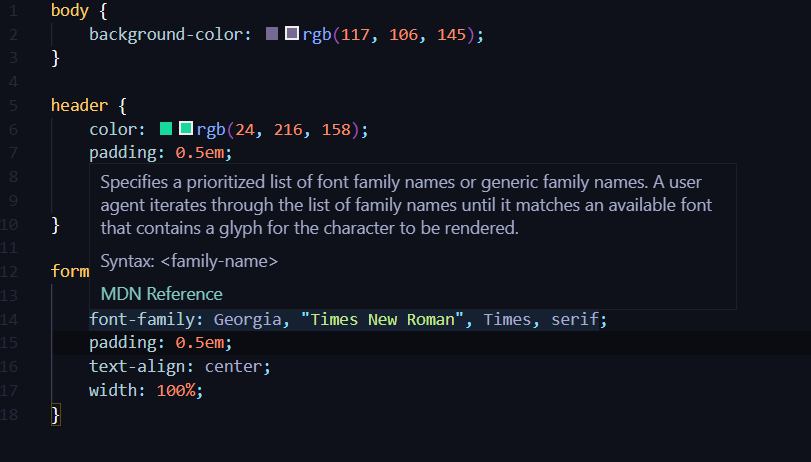 1 body {
2 background-color: rgb(117, 106, 145);
3 }
4
5 header {
6 color: rgb(24, 216, 158);
7 padding: 0.5em;
8
Specifies a prioritized list of font family names or generic family names. A user
9
agent iterates through the list of family names until it matches an available font
10 }
that contains a glyph for the character to be rendered.
11
Syntax: <family-name>
12 form
13
MDN Reference
14 font-family: Georgia, "Times New Roman", Times, serif;
15 padding: 0.5em;
16 text-align: center;
17 width: 100%;
18 }